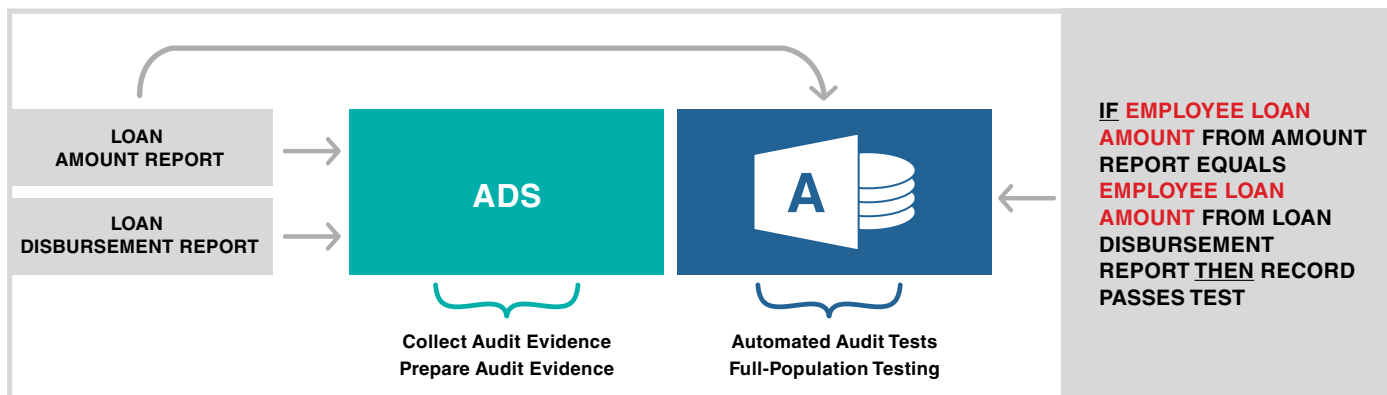 LOAN
AMOUNT REPORT
LOAN
DISBURSEMENT REPORT
ADS
A
Collect Audit Evidence
Prepare Audit Evidence
Automated Audit Tests
Full-Population Testing
IF EMPLOYEE LOAN
AMOUNT FROM AMOUNT
REPORT EQUALS
EMPLOYEE LOAN
AMOUNT FROM LOAN
DISBURSEMENT
REPORT THEN RECORD
PASSES TEST